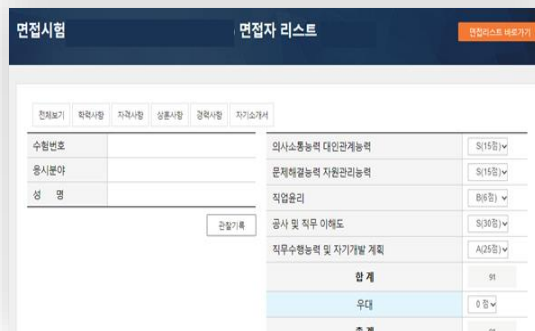 면접시험 면접자 리스트
면접리스트 바로가기
전체보기 학력사항 자격사항 상훈사항 경력사항 자기소개서
수험번호
응시분야
성 명
관찰기록
의사소통능력 대인관계능력 S(15점)
문제해결능력 자원관리능력 S(15점)
직업윤리 B(6점)
공사 및 직무 이해도 S(30점)
직무수행능력 및 자기개발 계획 A(25점)
합 계 91
우대 0 점
총 계 91